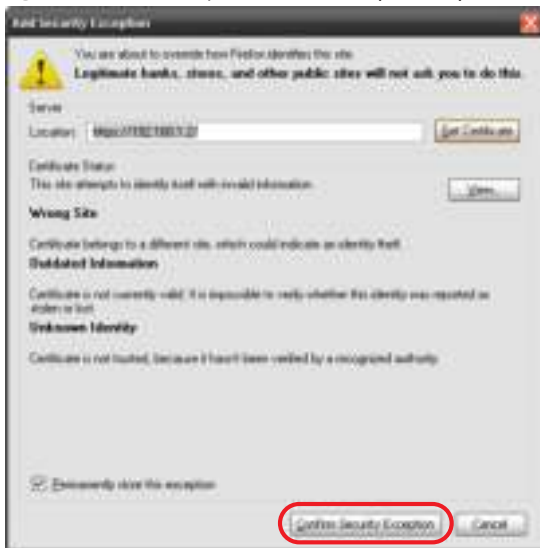 Add Security Exception
You are about to override how Firefox identifies this site.
Legitimate banks, stores, and other public sites will not ask you to do this.
Server
Location: https://192.168.1.2/
Get Certificate
Certificate Status
This site attempts to identify itself with invalid information.
View...
Wrong Site
Certificate belongs to a different site, which could indicate an identity theft.
Outdated Information
Certificate is not currently valid. It is impossible to verify whether this identity was reported as
stolen or lost.
Unknown Identity
Certificate is not trusted, because it hasn't been verified by a recognized authority.
Permanently store this exception
Confirm Security Exception
Cancel